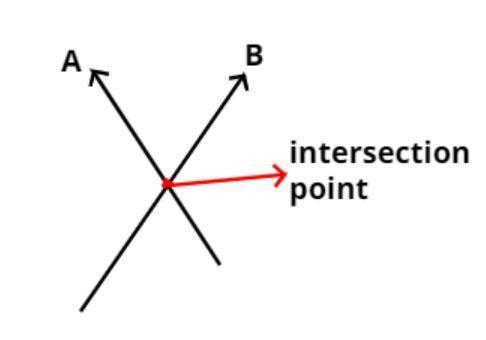 A
B
intersection
point